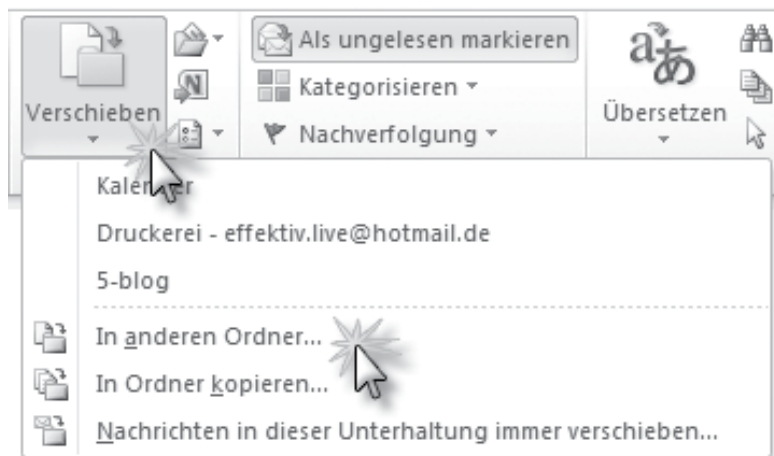 Verschieben
Als ungelesen markieren
Kategorisieren
Nachverfolgung
Übersetzen
Kalender
Druckerei - effektiv.live@hotmail.de
5-blog
In anderen Ordner...
In Ordner kopieren...
Nachrichten in dieser Unterhaltung immer verschieben...